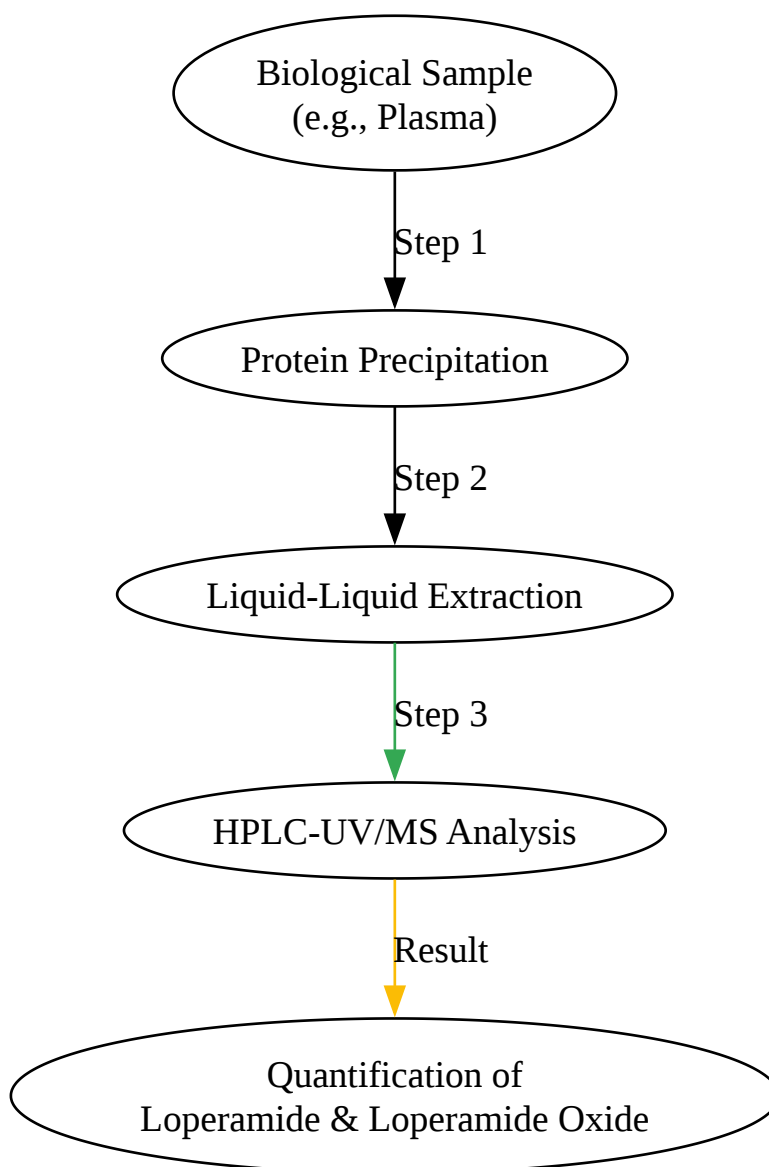 Biological Sample
(e.g., Plasma)
Step 1
Protein Precipitation
Step 2
Liquid-Liquid Extraction
Step 3
HPLC-UV/MS Analysis
Result
Quantification of
Loperamide & Loperamide Oxide